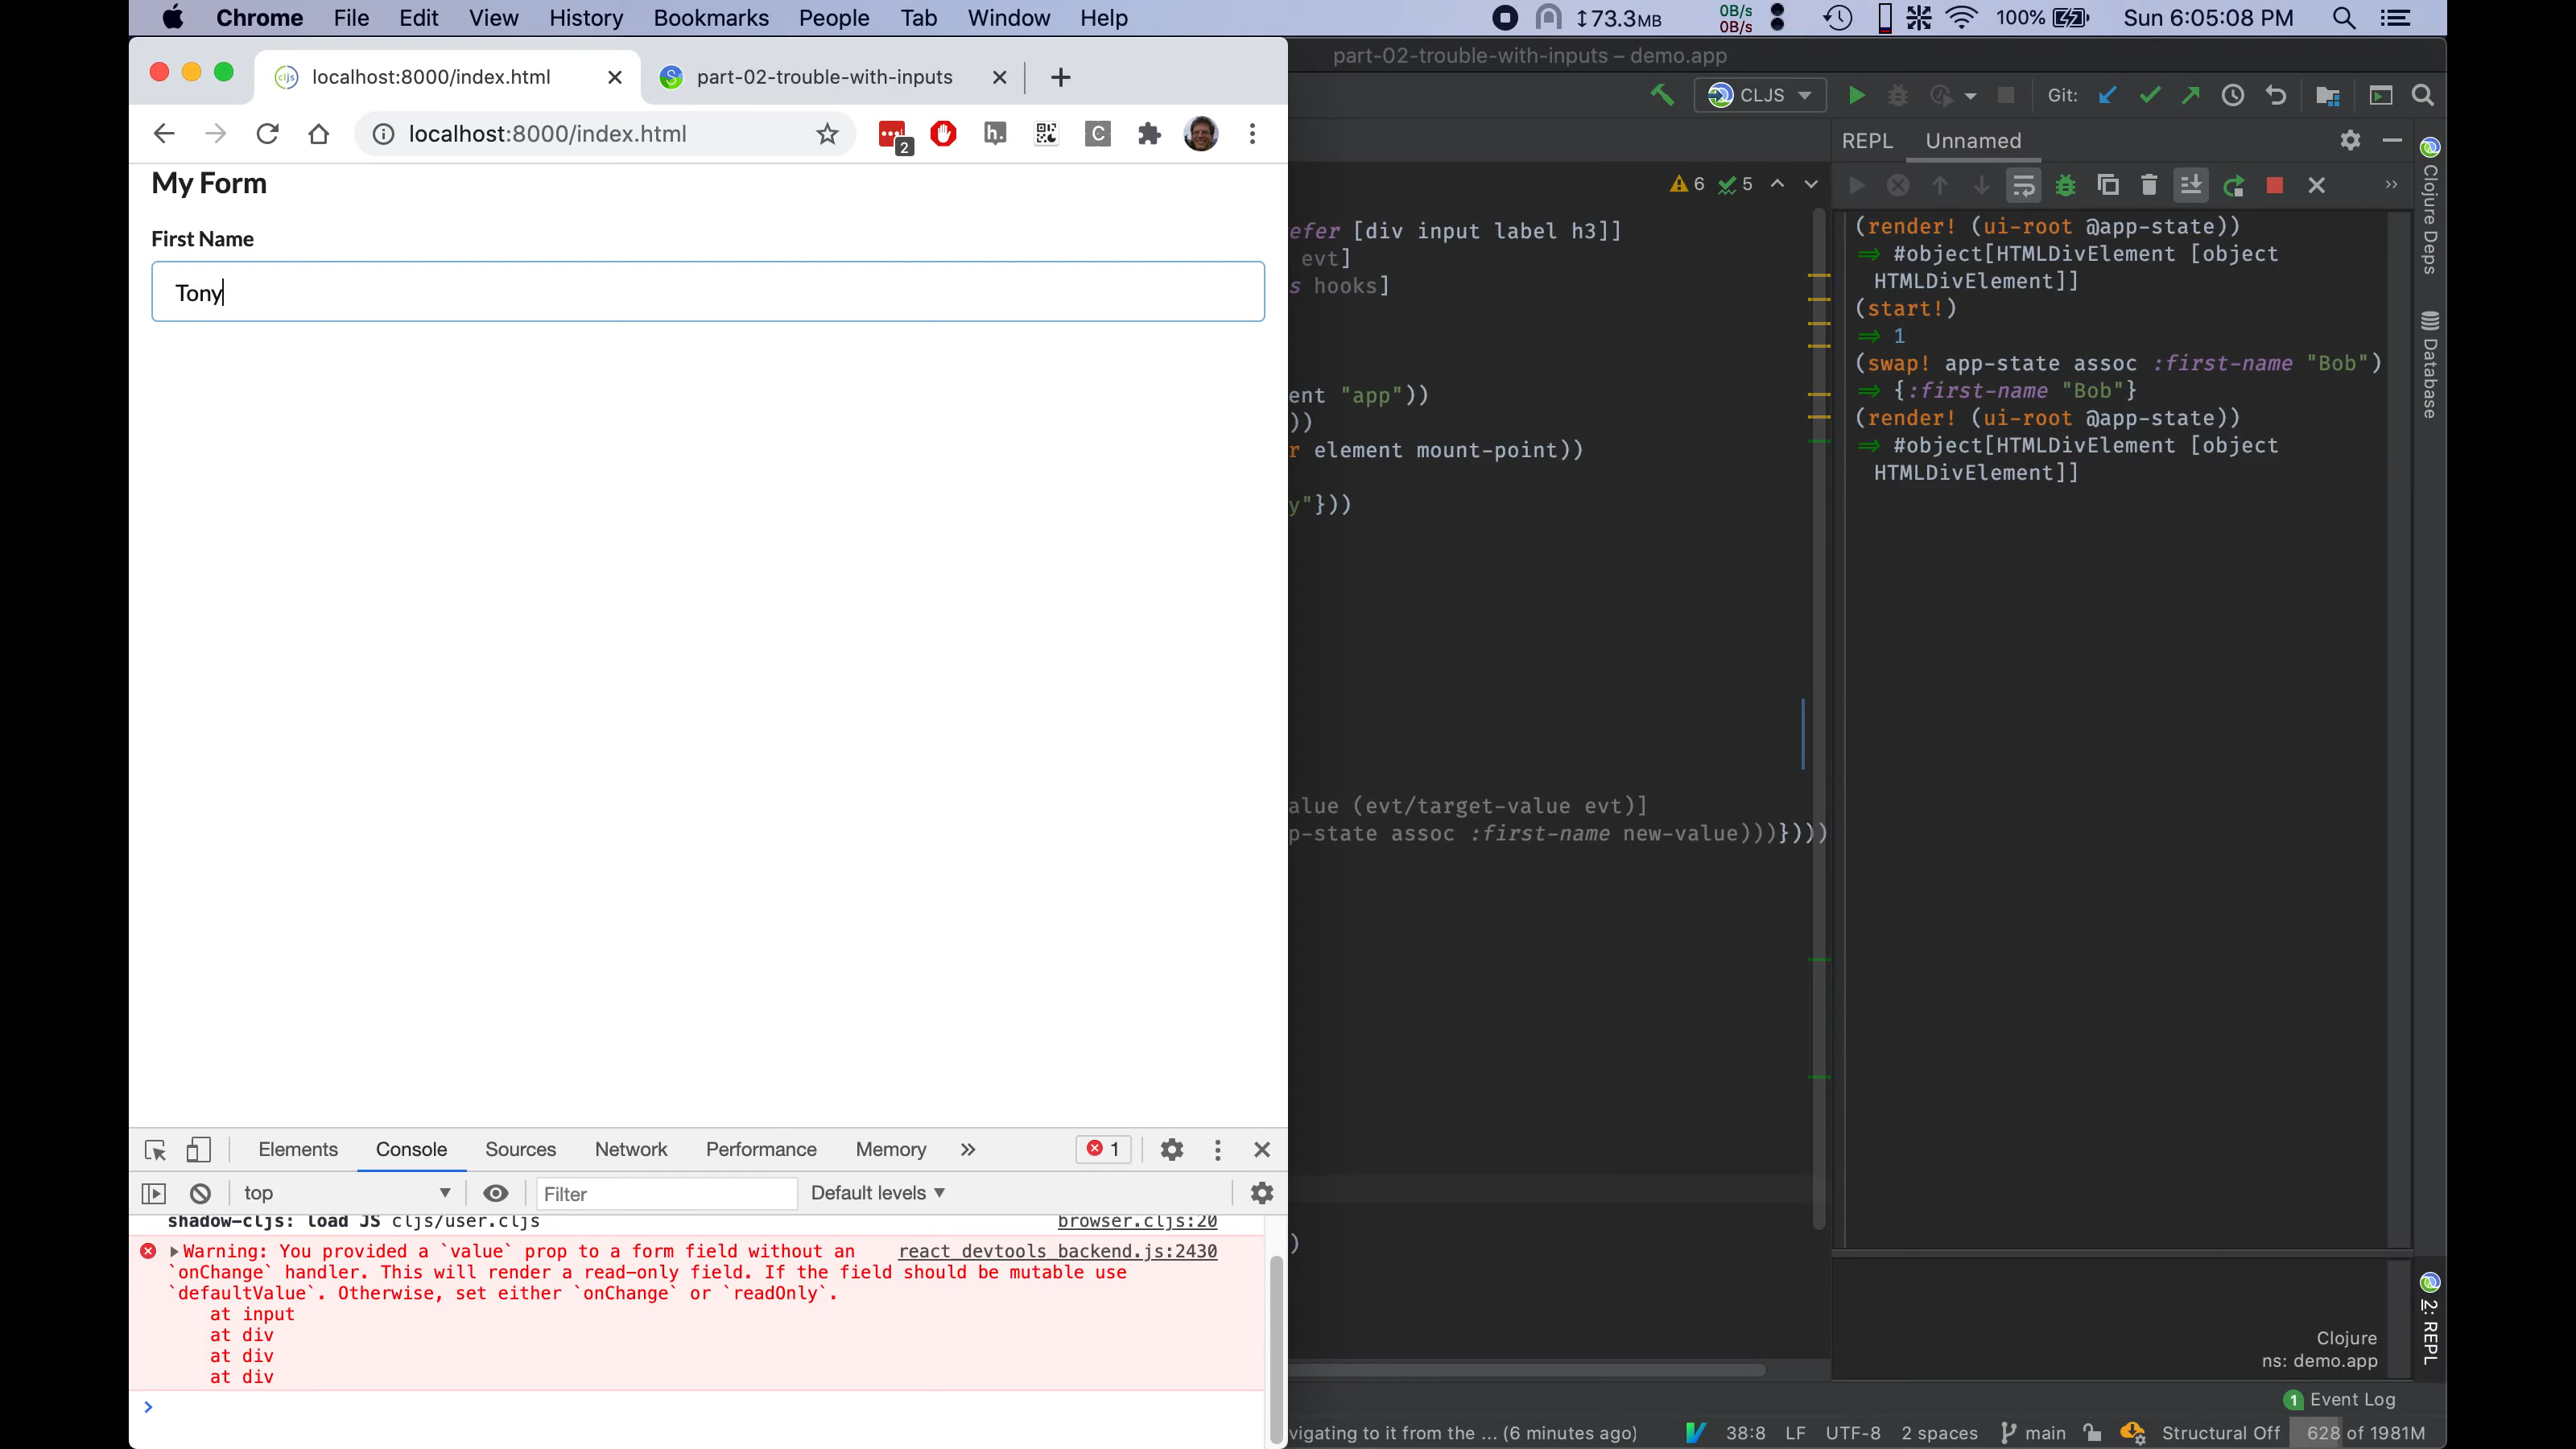 Chrome File Edit View History Bookmarks People Tab Window Help
73.3MB 0B/s 0B/s 100% Sun 6:05:08 PM
localhost:8000/index.html
part-02-trouble-with-inputs
part-02-trouble-with-inputs – demo.app
CLJS Git:
localhost:8000/index.html
2 h. C
REPL Unnamed
My Form
First Name
Tony
6 5
efer [div input label h3]]
evt]
s hooks]
ent "app"))
))
r element mount-point))
y"}))
alue (evt/target-value evt)]
p-state assoc :first-name new-value)))}))))
)
(render! (ui-root @app-state))
⇒ #object[HTMLDivElement [object
HTMLDivElement]]
(start!)
⇒ 1
(swap! app-state assoc :first-name "Bob")
⇒ {:first-name "Bob"}
(render! (ui-root @app-state))
⇒ #object[HTMLDivElement [object
HTMLDivElement]]
Clojure Deps
Database
2: REPL
Elements Console Sources Network Performance Memory » 1
top Filter Default levels
shadow-cljs: load JS cljs/user.cljs browser.cljs:20
Warning: You provided a `value` prop to a form field without an react_devtools_backend.js:2430
`onChange` handler. This will render a read-only field. If the field should be mutable use
`defaultValue`. Otherwise, set either `onChange` or `readOnly`.
at input
at div
at div
at div
Clojure
ns: demo.app
1 Event Log
vigating to it from the ... (6 minutes ago) 38:8 LF UTF-8 2 spaces main Structural Off 628 of 1981M